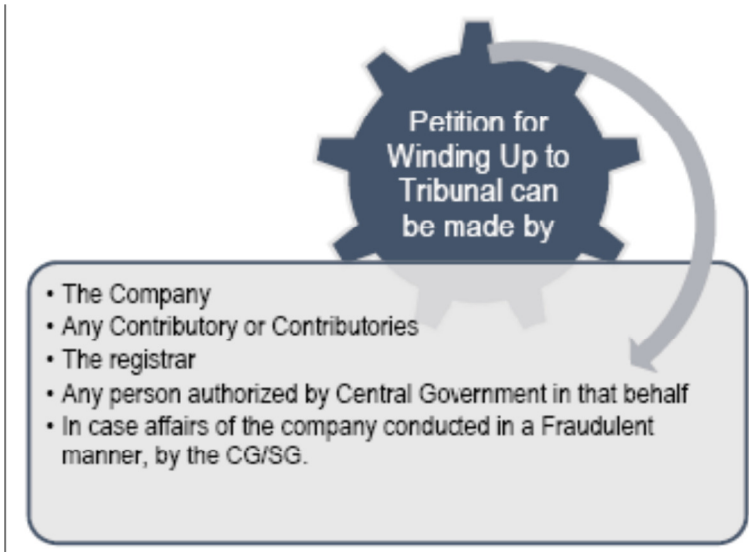 Petition for
Winding Up to
Tribunal can
be made by
• The Company
• Any Contributory or Contributories
• The registrar
• Any person authorized by Central Government in that behalf
• In case affairs of the company conducted in a Fraudulent
manner, by the CG/SG.